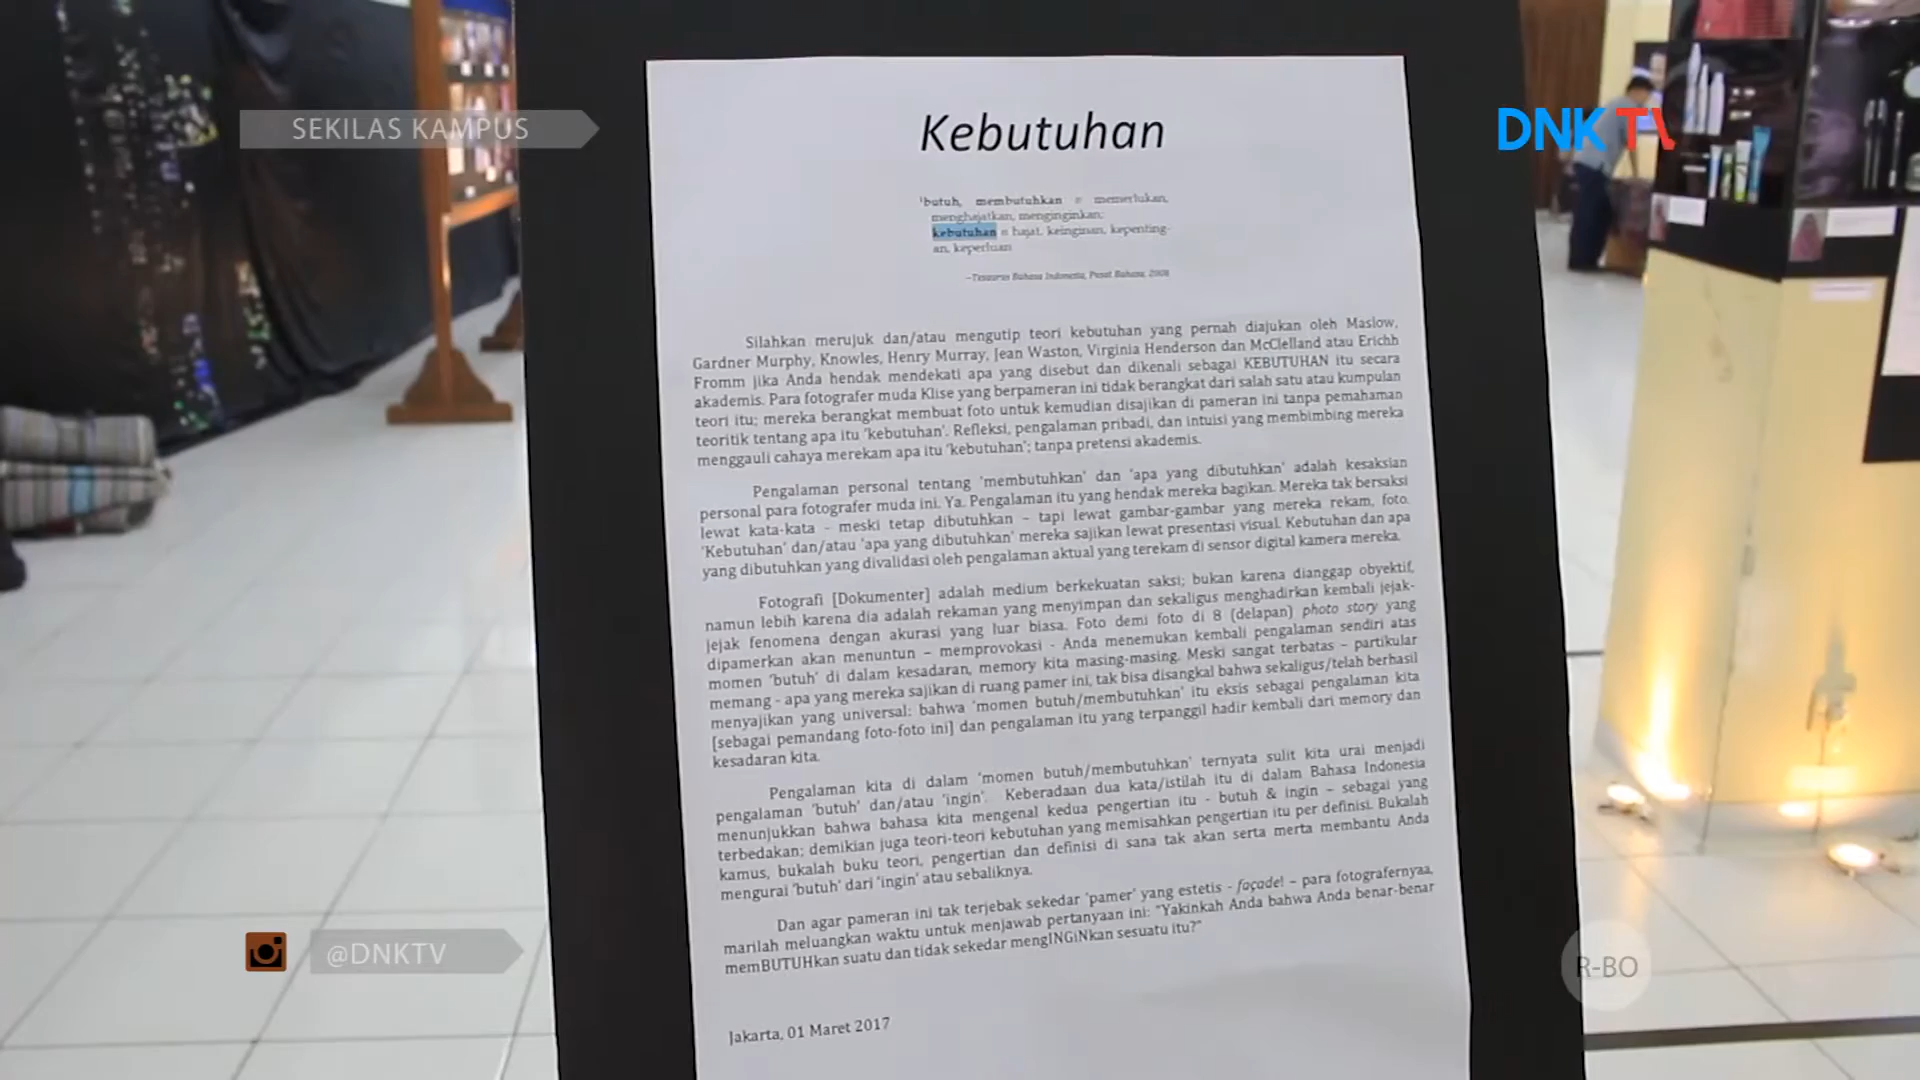 SEKILAS KAMPUS
DNK TV
Kebutuhan
¹butuh, membutuhkan v memerlukan,
menghajatkan, menginginkan;
kebutuhan n hajat, keinginan, kepenting-
an, keperluan
–Tesaurus Bahasa Indonesia, Pusat Bahasa, 2008
Silahkan merujuk dan/atau mengutip teori kebutuhan yang pernah diajukan oleh Maslow,
Gardner Murphy, Knowles, Henry Murray, Jean Waston, Virginia Henderson dan McClelland atau Erichh
Fromm jika Anda hendak mendekati apa yang disebut dan dikenali sebagai KEBUTUHAN itu secara
akademis. Para fotografer muda Klise yang berpameran ini tidak berangkat dari salah satu atau kumpulan
teori itu; mereka berangkat membuat foto untuk kemudian disajikan di pameran ini tanpa pemahaman
teoritik tentang apa itu 'kebutuhan'. Refleksi, pengalaman pribadi, dan intuisi yang membimbing mereka
menggauli cahaya merekam apa itu 'kebutuhan'; tanpa pretensi akademis.
Pengalaman personal tentang 'membutuhkan' dan 'apa yang dibutuhkan' adalah kesaksian
personal para fotografer muda ini. Ya. Pengalaman itu yang hendak mereka bagikan. Mereka tak bersaksi
lewat kata-kata - meski tetap dibutuhkan – tapi lewat gambar-gambar yang mereka rekam, foto.
'Kebutuhan' dan/atau 'apa yang dibutuhkan' mereka sajikan lewat presentasi visual. Kebutuhan dan apa
yang dibutuhkan yang divalidasi oleh pengalaman aktual yang terekam di sensor digital kamera mereka.
Fotografi [Dokumenter] adalah medium berkekuatan saksi; bukan karena dianggap obyektif,
namun lebih karena dia adalah rekaman yang menyimpan dan sekaligus menghadirkan kembali jejak-
jejak fenomena dengan akurasi yang luar biasa. Foto demi foto di 8 (delapan) photo story yang
dipamerkan akan menuntun – memprovokasi - Anda menemukan kembali pengalaman sendiri atas
momen 'butuh' di dalam kesadaran, memory kita masing-masing. Meski sangat terbatas – partikular
memang - apa yang mereka sajikan di ruang pamer ini, tak bisa disangkal bahwa sekaligus/telah berhasil
menyajikan yang universal: bahwa 'momen butuh/membutuhkan' itu eksis sebagai pengalaman kita
[sebagai pemandang foto-foto ini] dan pengalaman itu yang terpanggil hadir kembali dari memory dan
kesadaran kita.
Pengalaman kita di dalam 'momen butuh/membutuhkan' ternyata sulit kita urai menjadi
pengalaman 'butuh' dan/atau 'ingin'. Keberadaan dua kata/istilah itu di dalam Bahasa Indonesia
menunjukkan bahwa bahasa kita mengenal kedua pengertian itu - butuh & ingin – sebagai yang
terbedakan; demikian juga teori-teori kebutuhan yang memisahkan pengertian itu per definisi. Bukalah
kamus, bukalah buku teori, pengertian dan definisi di sana tak akan serta merta membantu Anda
mengurai 'butuh' dari 'ingin' atau sebaliknya.
Dan agar pameran ini tak terjebak sekedar 'pamer' yang estetis - façade! – para fotografernyaa,
marilah meluangkan waktu untuk menjawab pertanyaan ini: "Yakinkah Anda bahwa Anda benar-benar
memBUTUHkan suatu dan tidak sekedar mengINGiNkan sesuatu itu?"
Jakarta, 01 Maret 2017
@DNKTV
R-BO